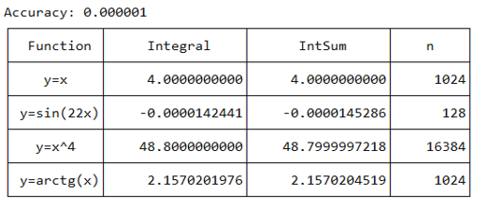 Accuracy: 0.000001
Function Integral IntSum n
y=x 4.0000000000 4.0000000000 1024
y=sin(22x) -0.0000142441 -0.0000145286 128
y=x^4 48.8000000000 48.7999997218 16384
y=arctg(x) 2.1570201976 2.1570204519 1024